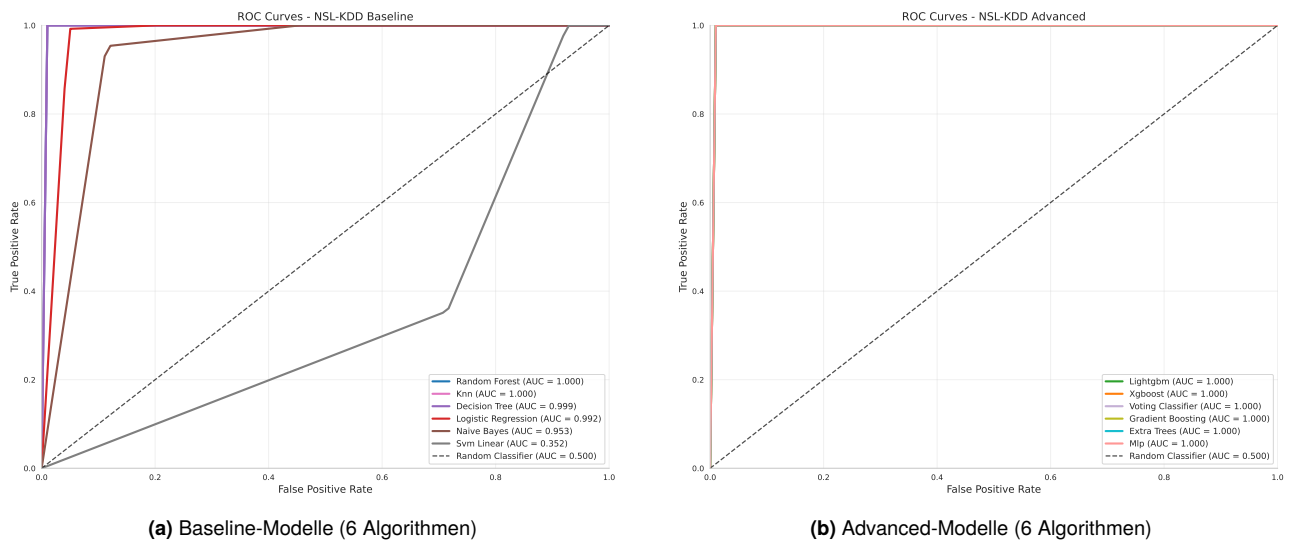 ROC Curves - NSL-KDD Baseline
1.0
0.8
0.6
0.4
0.2
0.0
True Positive Rate
0.0 0.2 0.4 0.6 0.8 1.0
False Positive Rate
Random Forest (AUC = 1.000)
Knn (AUC = 1.000)
Decision Tree (AUC = 0.999)
Logistic Regression (AUC = 0.992)
Naive Bayes (AUC = 0.953)
Svm Linear (AUC = 0.352)
Random Classifier (AUC = 0.500)
(a) Baseline-Modelle (6 Algorithmen)
ROC Curves - NSL-KDD Advanced
1.0
0.8
0.6
0.4
0.2
0.0
True Positive Rate
0.0 0.2 0.4 0.6 0.8 1.0
False Positive Rate
Lightgbm (AUC = 1.000)
Xgboost (AUC = 1.000)
Voting Classifier (AUC = 1.000)
Gradient Boosting (AUC = 1.000)
Extra Trees (AUC = 1.000)
Mlp (AUC = 1.000)
Random Classifier (AUC = 0.500)
(b) Advanced-Modelle (6 Algorithmen)